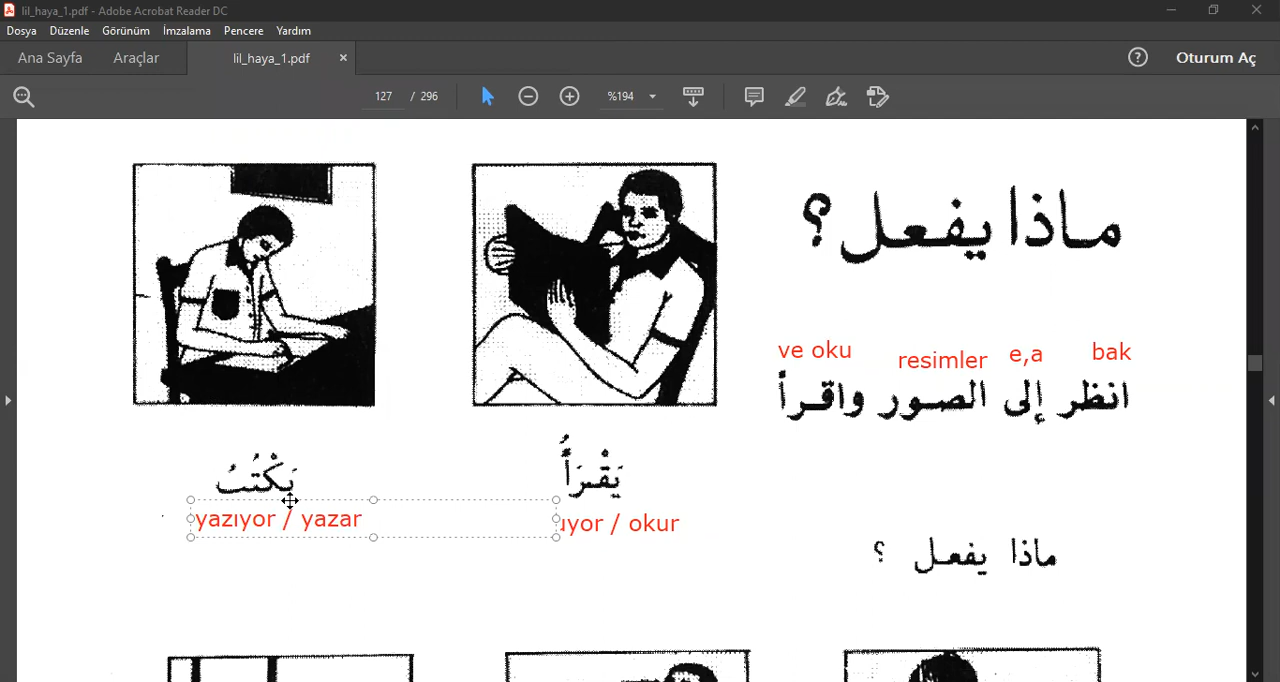 lil_haya_1.pdf - Adobe Acrobat Reader DC
Dosya Düzenle Görünüm İmzalama Pencere Yardım
Ana Sayfa Araçlar lil_haya_1.pdf × ? Oturum Aç
127 / 296 %194
ماذا يفعل ؟
ve oku resimler e,a bak
انظر إلى الصور واقرأ
يَقْرَأُ
يَكْتُبُ
yazıyor / yazar
uyor / okur
ماذا يفعل ؟